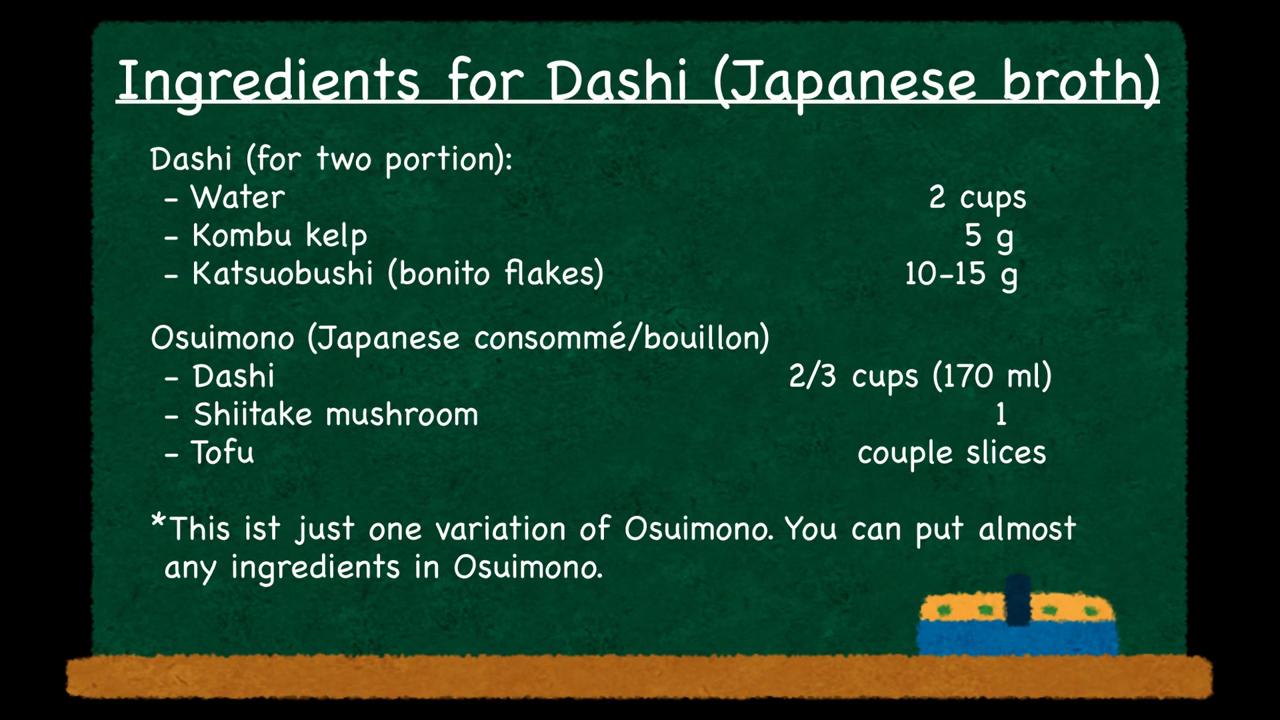 Ingredients for Dashi (Japanese broth)
Dashi (for two portion):
- Water 2 cups
- Kombu kelp 5 g
- Katsuobushi (bonito flakes) 10-15 g
Osuimono (Japanese consommé/bouillon)
- Dashi 2/3 cups (170 ml)
- Shiitake mushroom 1
- Tofu couple slices
*This ist just one variation of Osuimono. You can put almost
any ingredients in Osuimono.